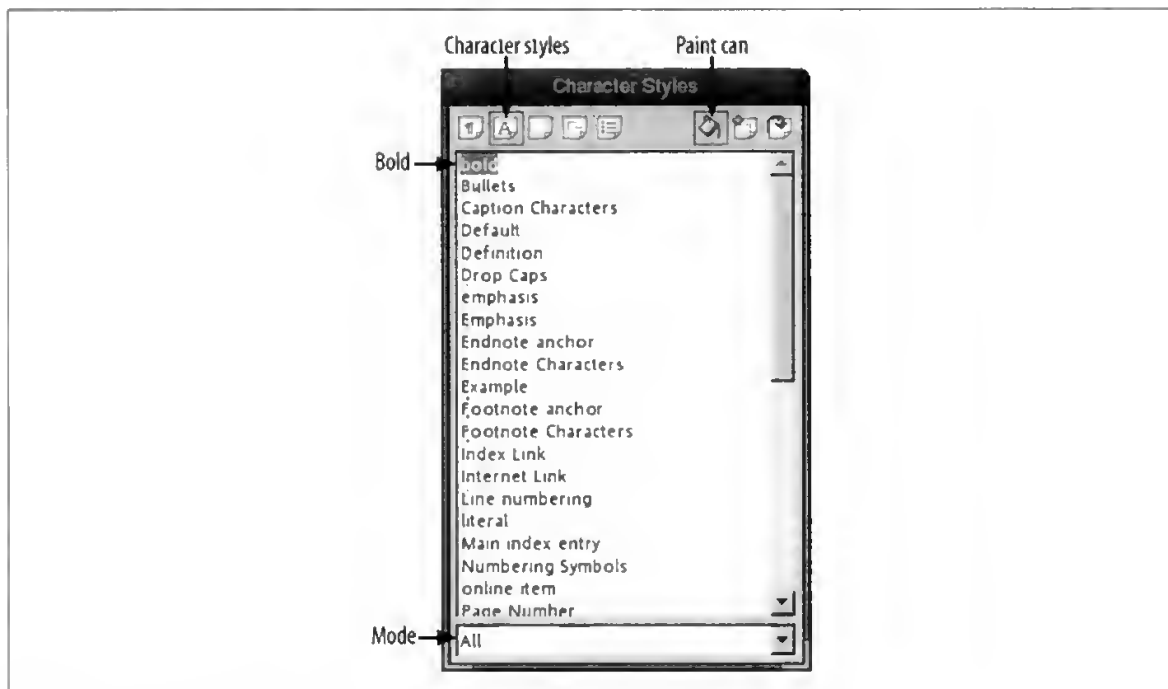 Character styles Paint can
Character Styles
Bold
bold
Bullets
Caption Characters
Default
Definition
Drop Caps
emphasis
Emphasis
Endnote anchor
Endnote Characters
Example
Footnote anchor
Footnote Characters
Index Link
Internet Link
Line numbering
literal
Main index entry
Numbering Symbols
online item
Page Number
Mode
All